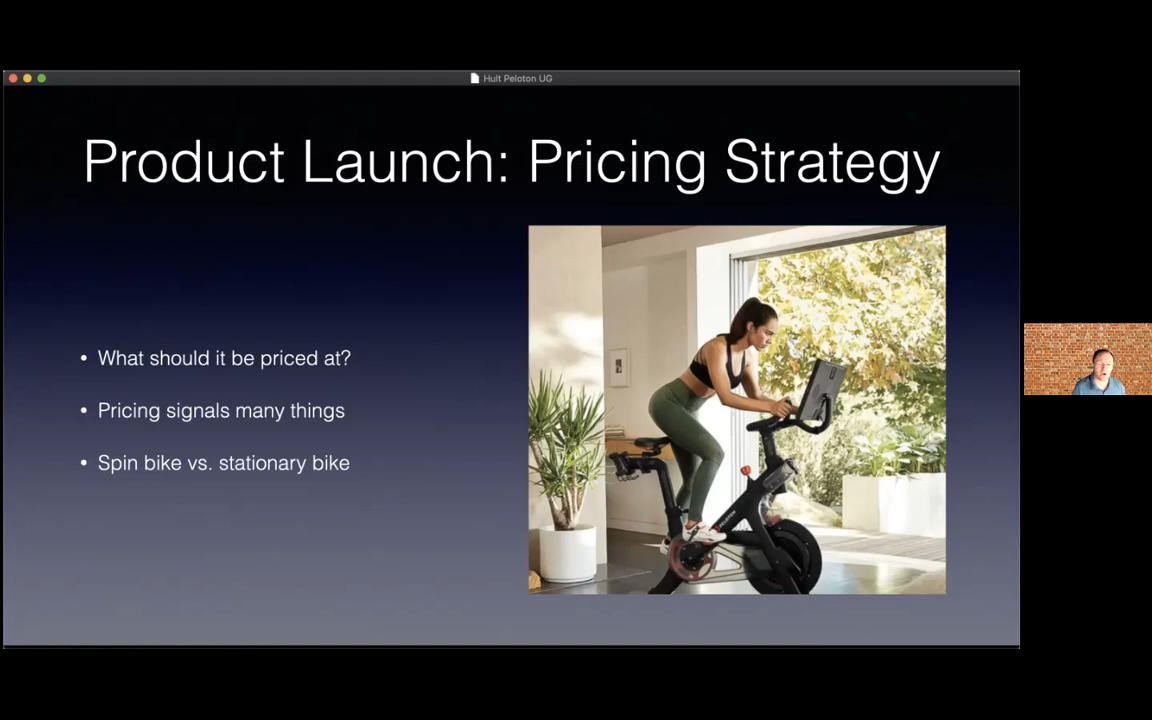 Hult Peloton UG
Product Launch: Pricing Strategy
• What should it be priced at?
• Pricing signals many things
• Spin bike vs. stationary bike
PELOTON